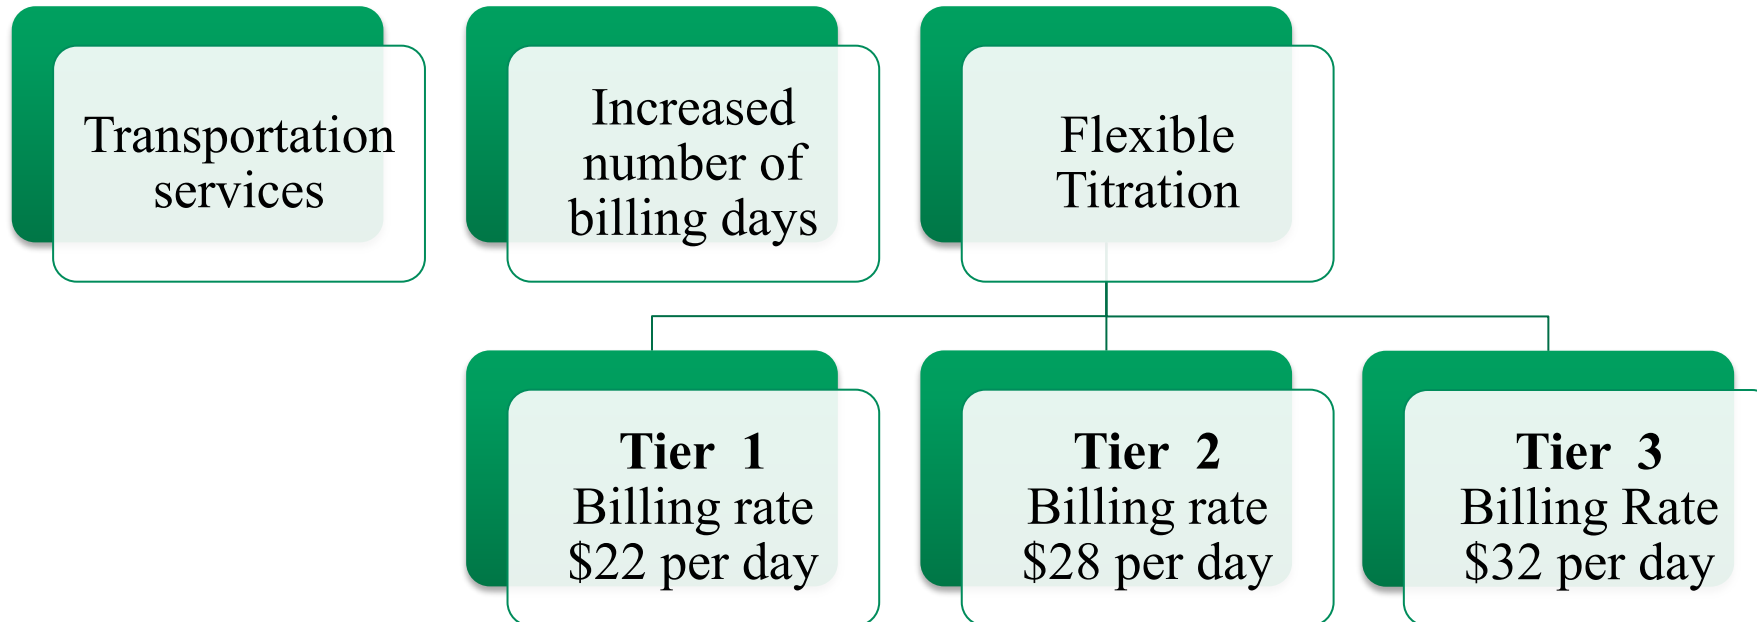 Transportation
services
Increased
number of
billing days
Flexible
Titration
Tier 1
Billing rate
$22 per day
Tier 2
Billing rate
$28 per day
Tier 3
Billing Rate
$32 per day